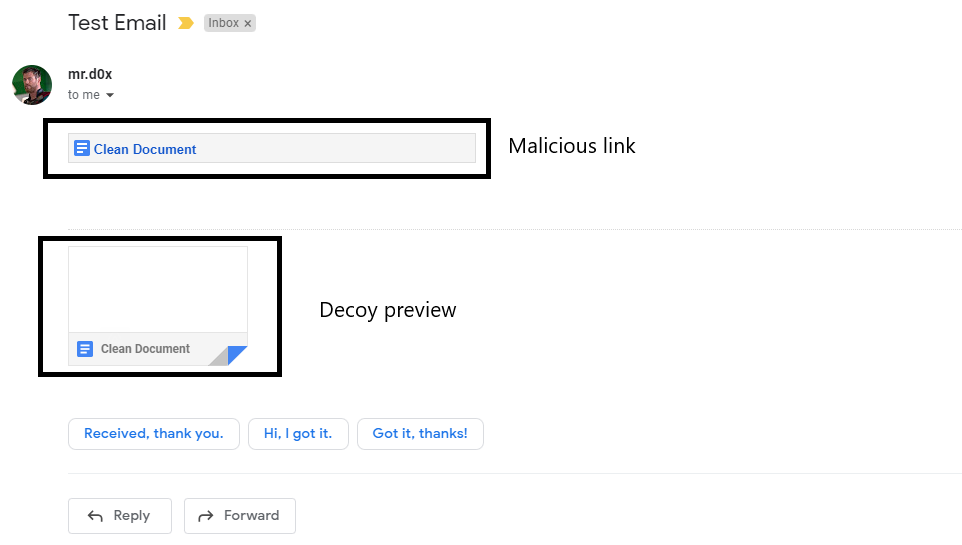 Test Email Inbox ×
mr.d0x
to me
Clean Document
Malicious link
Clean Document
Decoy preview
Received, thank you. Hi, I got it. Got it, thanks!
Reply Forward